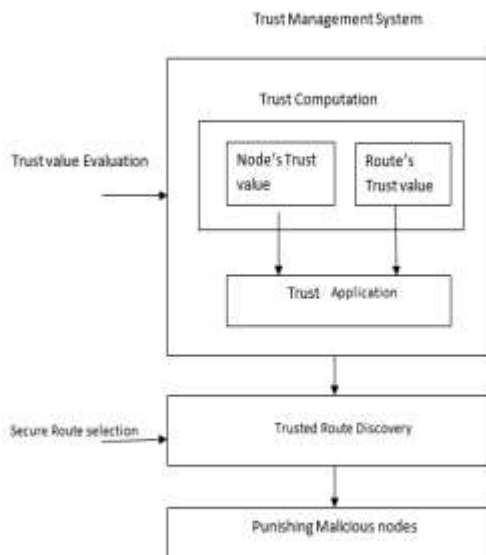 Trust Management System
Trust Computation
Trust value Evaluation
Node's Trust
value
Route's
Trust value
Trust Application
Secure Route selection
Trusted Route Discovery
Punishing Malicious nodes